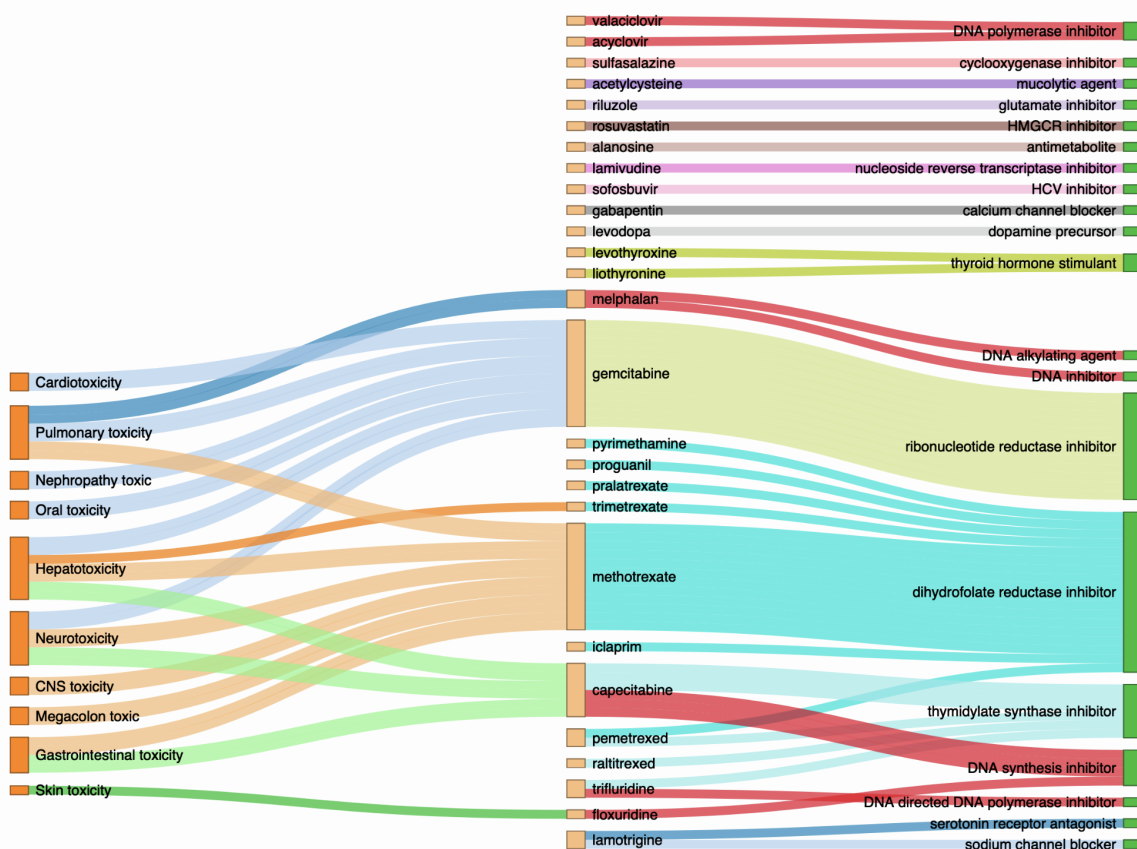 Cardiotoxicity
Pulmonary toxicity
Nephropathy toxic
Oral toxicity
Hepatotoxicity
Neurotoxicity
CNS toxicity
Megacolon toxic
Gastrointestinal toxicity
Skin toxicity
valaciclovir
acyclovir
sulfasalazine
acetylcysteine
riluzole
rosuvastatin
alanosine
lamivudine
sofosbuvir
gabapentin
levodopa
levothyroxine
liothyronine
melphalan
gemcitabine
pyrimethamine
proguanil
pralatrexate
trimetrexate
methotrexate
iclaprim
capecitabine
pemetrexed
raltitrexed
trifluridine
floxuridine
lamotrigine
DNA polymerase inhibitor
cyclooxygenase inhibitor
mucolytic agent
glutamate inhibitor
HMGCR inhibitor
antimetabolite
nucleoside reverse transcriptase inhibitor
HCV inhibitor
calcium channel blocker
dopamine precursor
thyroid hormone stimulant
DNA alkylating agent
DNA inhibitor
ribonucleotide reductase inhibitor
dihydrofolate reductase inhibitor
thymidylate synthase inhibitor
DNA synthesis inhibitor
DNA directed DNA polymerase inhibitor
serotonin receptor antagonist
sodium channel blocker